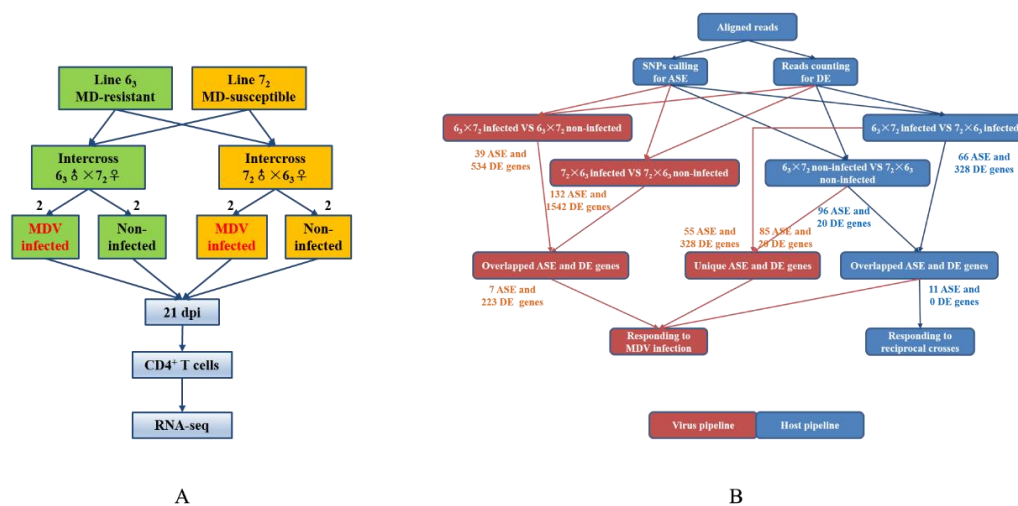 Line 6₃
MD-resistant
Line 7₂
MD-susceptible
Intercross
6₃♂×7₂♀
Intercross
7₂♂×6₃♀
2
2
2
2
MDV
infected
Non-
infected
MDV
infected
Non-
infected
21 dpi
CD4⁺ T cells
RNA-seq
A
Aligned reads
SNPs calling
for ASE
Reads counting
for DE
6₃×7₂ infected VS 6₃×7₂ non-infected
6₃×7₂ infected VS 7₂×6₃ infected
39 ASE and
534 DE genes
7₂×6₃ infected VS 7₂×6₃ non-infected
6₃×7₂ non-infected VS 7₂×6₃
non-infected
66 ASE and
328 DE genes
132 ASE and
1542 DE genes
55 ASE and
328 DE genes
85 ASE and
20 DE genes
96 ASE and
20 DE genes
Overlapped ASE and DE genes
Unique ASE and DE genes
Overlapped ASE and DE genes
7 ASE and
223 DE genes
11 ASE and
0 DE genes
Responding to
MDV infection
Responding to
reciprocal crosses
Virus pipeline
Host pipeline
B